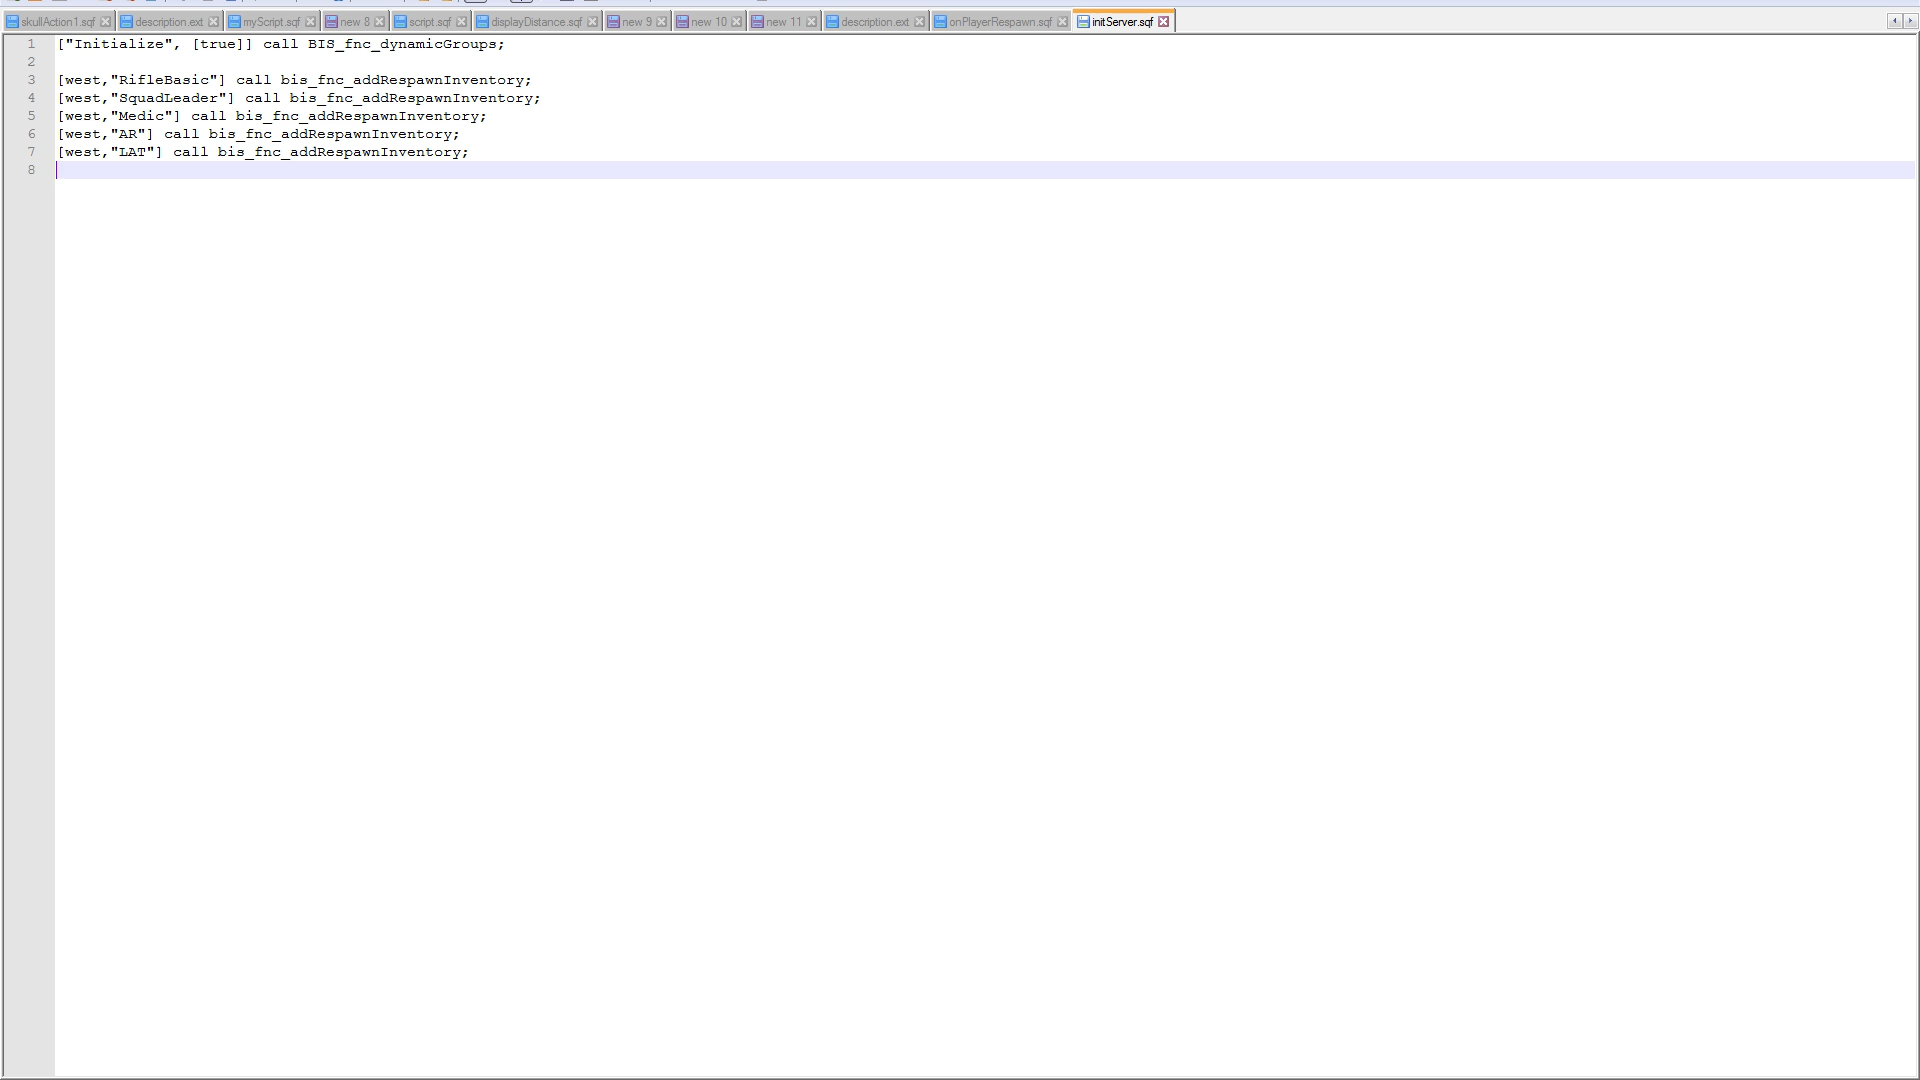 skullAction1.sqf description.ext myScript.sqf new 8 script.sqf displayDistance.sqf new 9 new 10 new 11 description.ext onPlayerRespawn.sqf initServer.sqf
1 ["Initialize", [true]] call BIS_fnc_dynamicGroups;
2
3 [west,"RifleBasic"] call bis_fnc_addRespawnInventory;
4 [west,"SquadLeader"] call bis_fnc_addRespawnInventory;
5 [west,"Medic"] call bis_fnc_addRespawnInventory;
6 [west,"AR"] call bis_fnc_addRespawnInventory;
7 [west,"LAT"] call bis_fnc_addRespawnInventory;
8